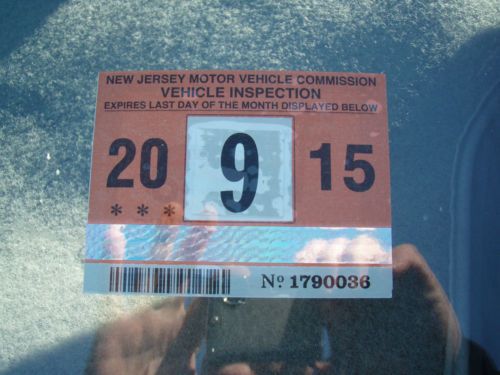 NEW JERSEY MOTOR VEHICLE COMMISSION
VEHICLE INSPECTION
EXPIRES LAST DAY OF THE MONTH DISPLAYED BELOW
20 9 15
* * *
Nº 1790036